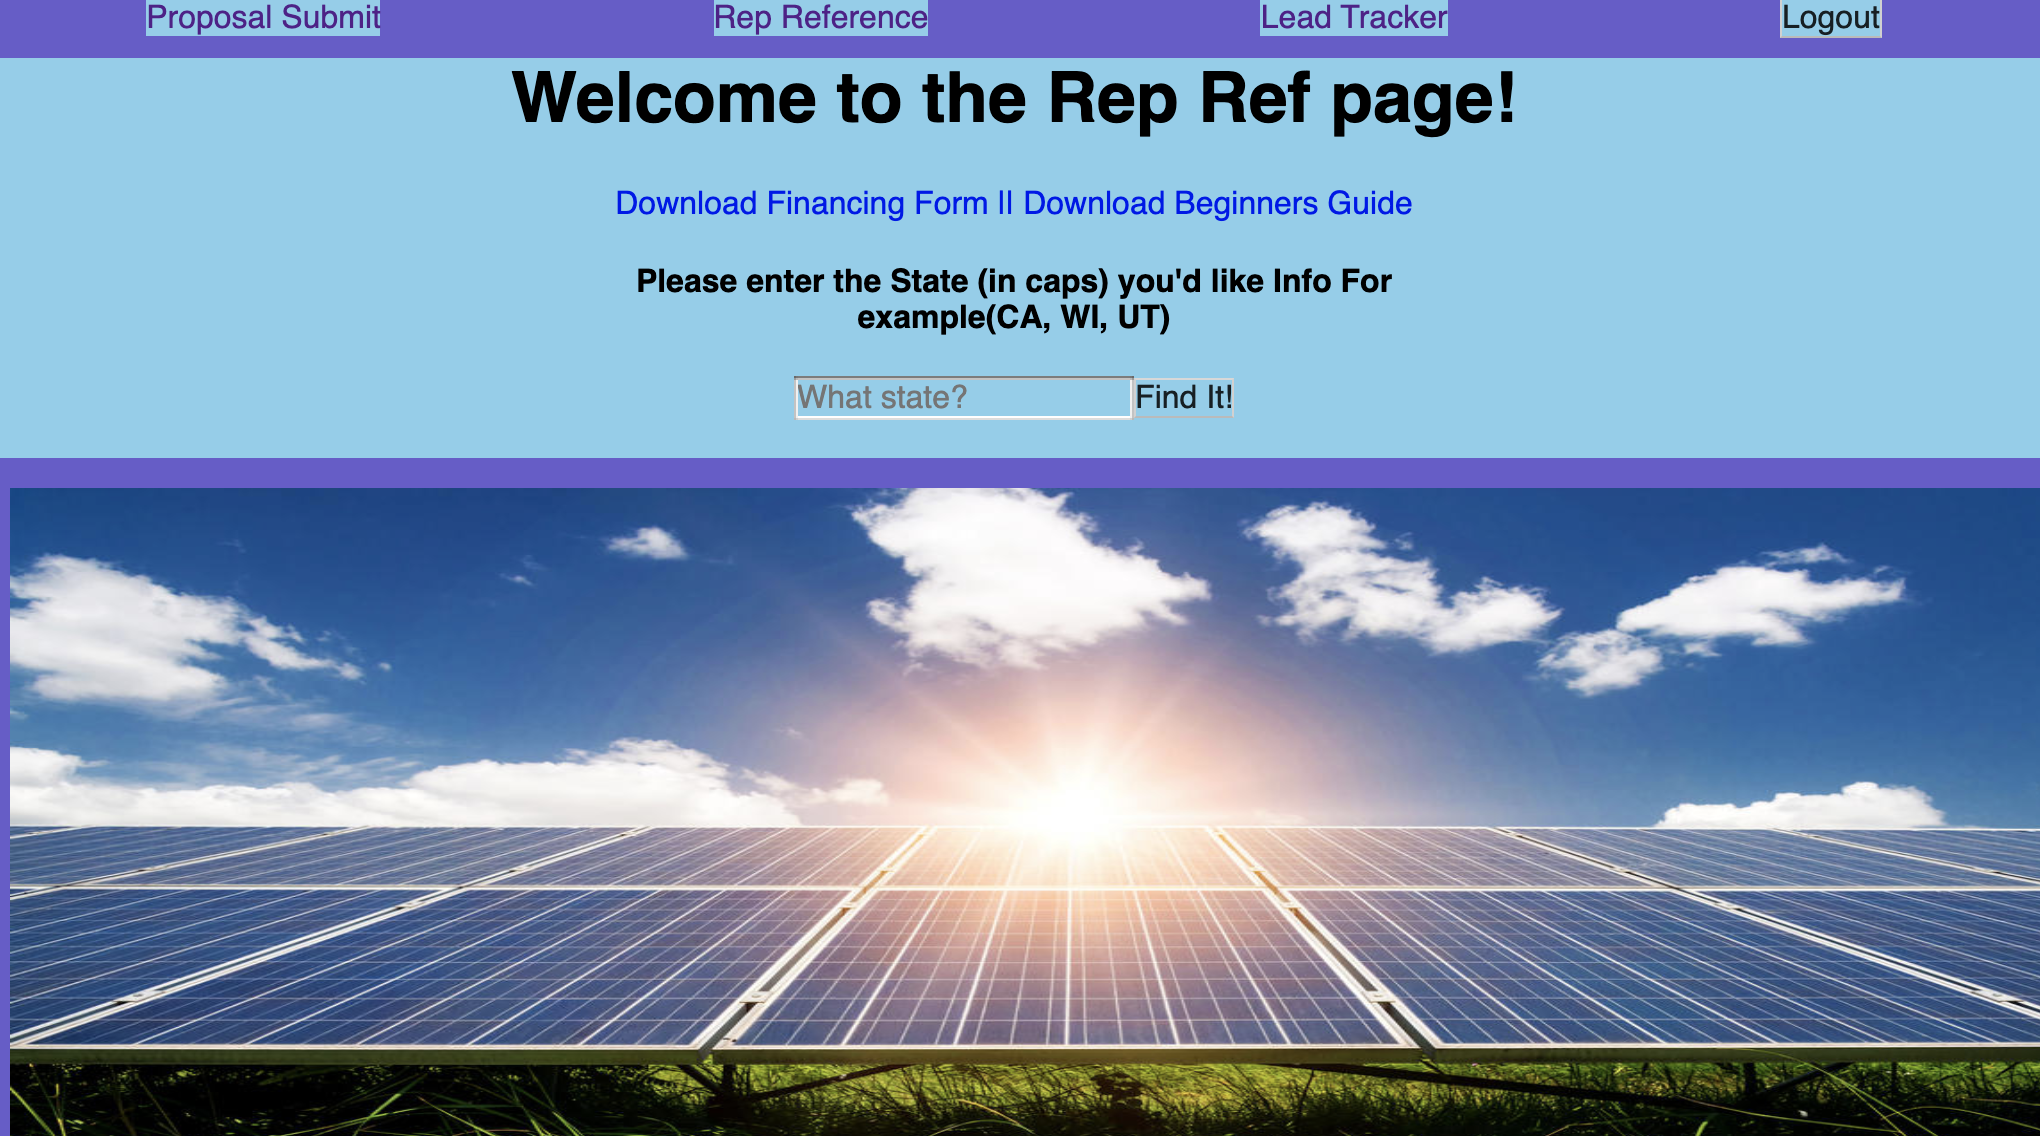 Proposal Submit Rep Reference Lead Tracker Logout
Welcome to the Rep Ref page!
Download Financing Form || Download Beginners Guide
Please enter the State (in caps) you'd like Info For
example(CA, WI, UT)
What state? Find It!